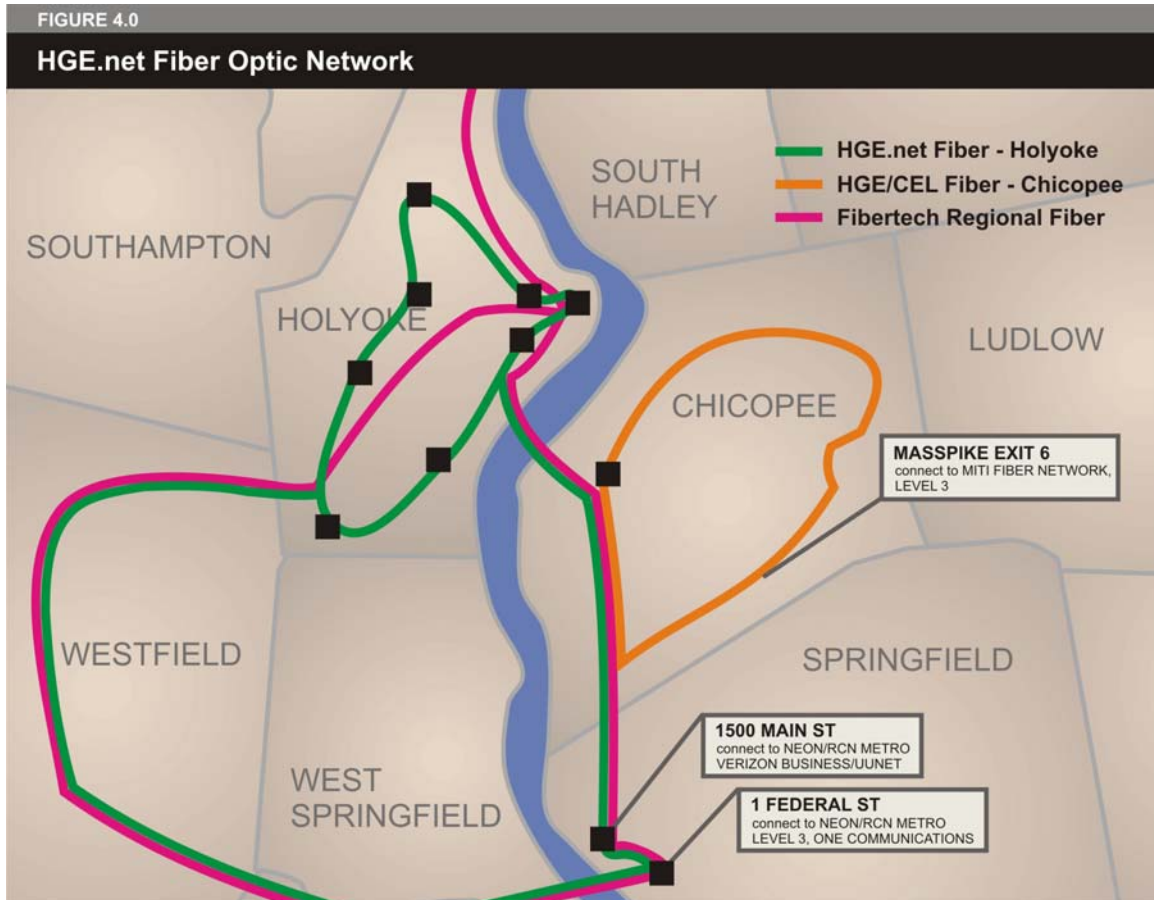 FIGURE 4.0
HGE.net Fiber Optic Network
HGE.net Fiber - Holyoke
HGE/CEL Fiber - Chicopee
Fibertech Regional Fiber
SOUTH
HADLEY
SOUTHAMPTON
HOLYOKE
LUDLOW
CHICOPEE
MASSPIKE EXIT 6
connect to MITI FIBER NETWORK,
LEVEL 3
WESTFIELD
SPRINGFIELD
1500 MAIN ST
connect to NEON/RCN METRO
VERIZON BUSINESS/UUNET
WEST
SPRINGFIELD
1 FEDERAL ST
connect to NEON/RCN METRO
LEVEL 3, ONE COMMUNICATIONS